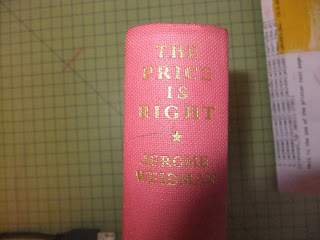 THE
PRICE
IS
RIGHT
JEROME
WEIDMAN